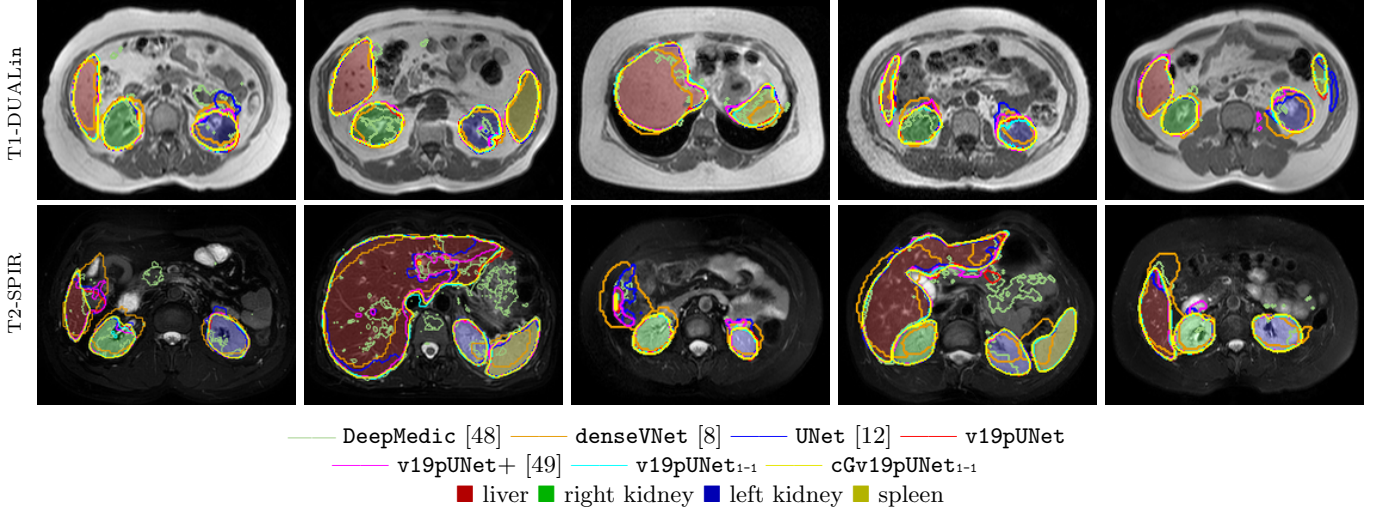 T1-DUALin
T2-SPIR
DeepMedic [48] denseVNet [8] UNet [12] v19pUNet
v19pUNet+ [49] v19pUNet₁₋₁ cGv19pUNet₁₋₁
liver right kidney left kidney spleen